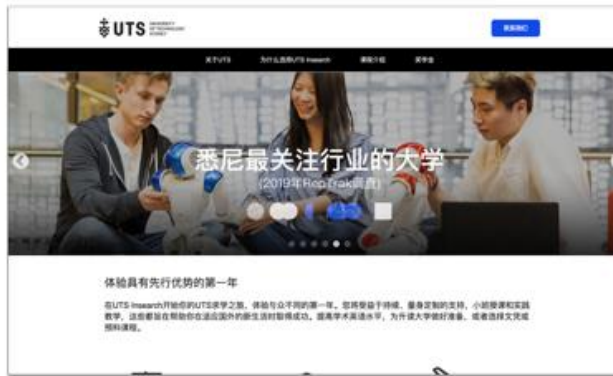 UTS
UNIVERSITY
OF TECHNOLOGY
SYDNEY
联系我们
关于UTS 为什么选择UTS Insearch 课程介绍 奖学金
悉尼最关注行业的大学
(2019年RepTrak调查)
体验具有先行优势的第一年
在UTS Insearch开始你的UTS求学之旅，体验与众不同的第一年。您将受益于持续、量身定制的支持，小班授课和实践
教学，这些都旨在帮助你在适应国外的新生活时取得成功。提高学术英语水平，为升读大学做好准备，或者选择文凭或
预科课程。